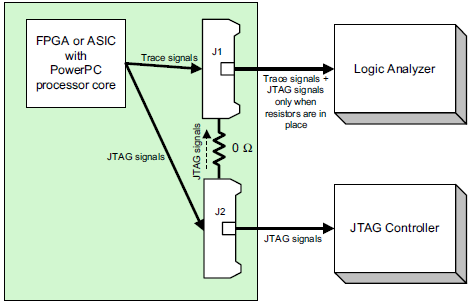 FPGA or ASIC
with
PowerPC
processor core
Trace signals
J1
Trace signals +
JTAG signals
only when
resistors are in
place
Logic Analyzer
JTAG signals
0 Ω
JTAG signals
J2
JTAG signals
JTAG Controller